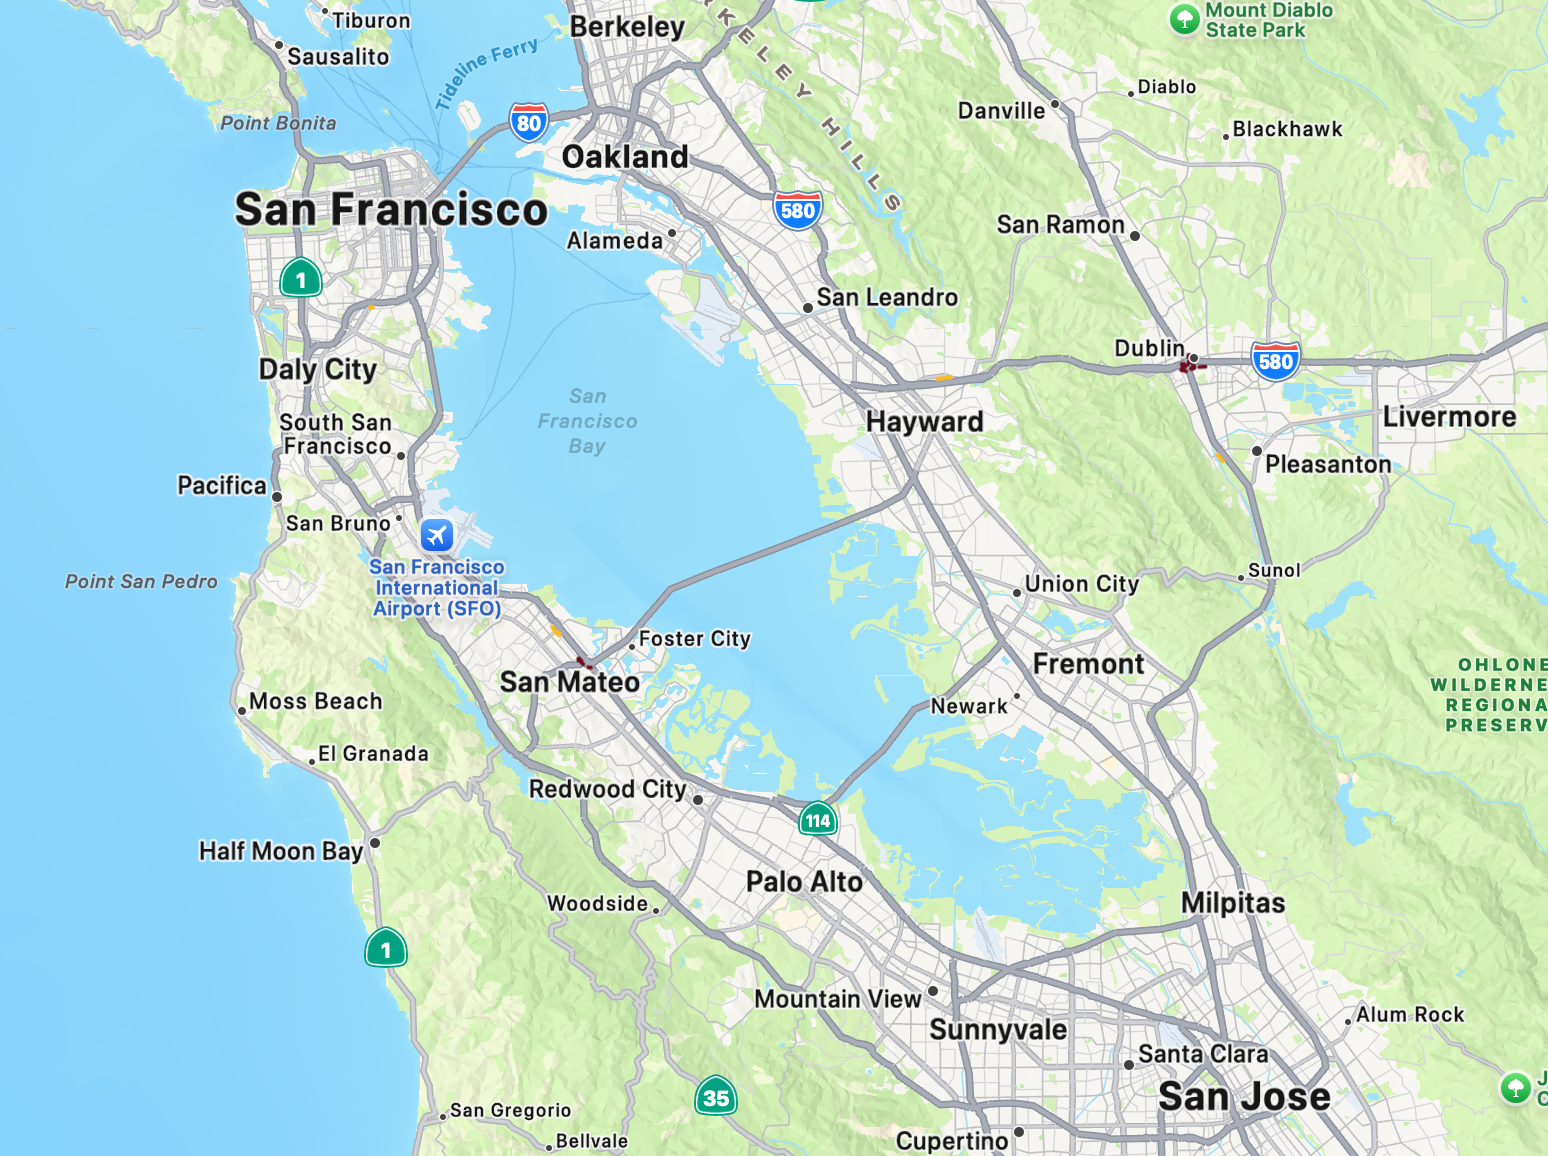 Tiburon
Sausalito
Tideline Ferry
Berkeley
KELEY HILLS
Mount Diablo
State Park
Diablo
Danville
Blackhawk
Point Bonita
80
Oakland
San Francisco
580
Alameda
San Ramon
1
San Leandro
Dublin
580
Daly City
San
Francisco
Bay
Hayward
Livermore
South San
Francisco
Pleasanton
Pacifica
San Bruno
San Francisco
International
Airport (SFO)
Point San Pedro
Sunol
Union City
Foster City
Fremont
San Mateo
OHLONE
WILDERNE
REGIONA
PRESERV
Newark
Moss Beach
El Granada
Redwood City
114
Half Moon Bay
Palo Alto
Woodside
Milpitas
1
Mountain View
Sunnyvale
Alum Rock
Santa Clara
San Jose
35
San Gregorio
Bellvale
Cupertino
J
C